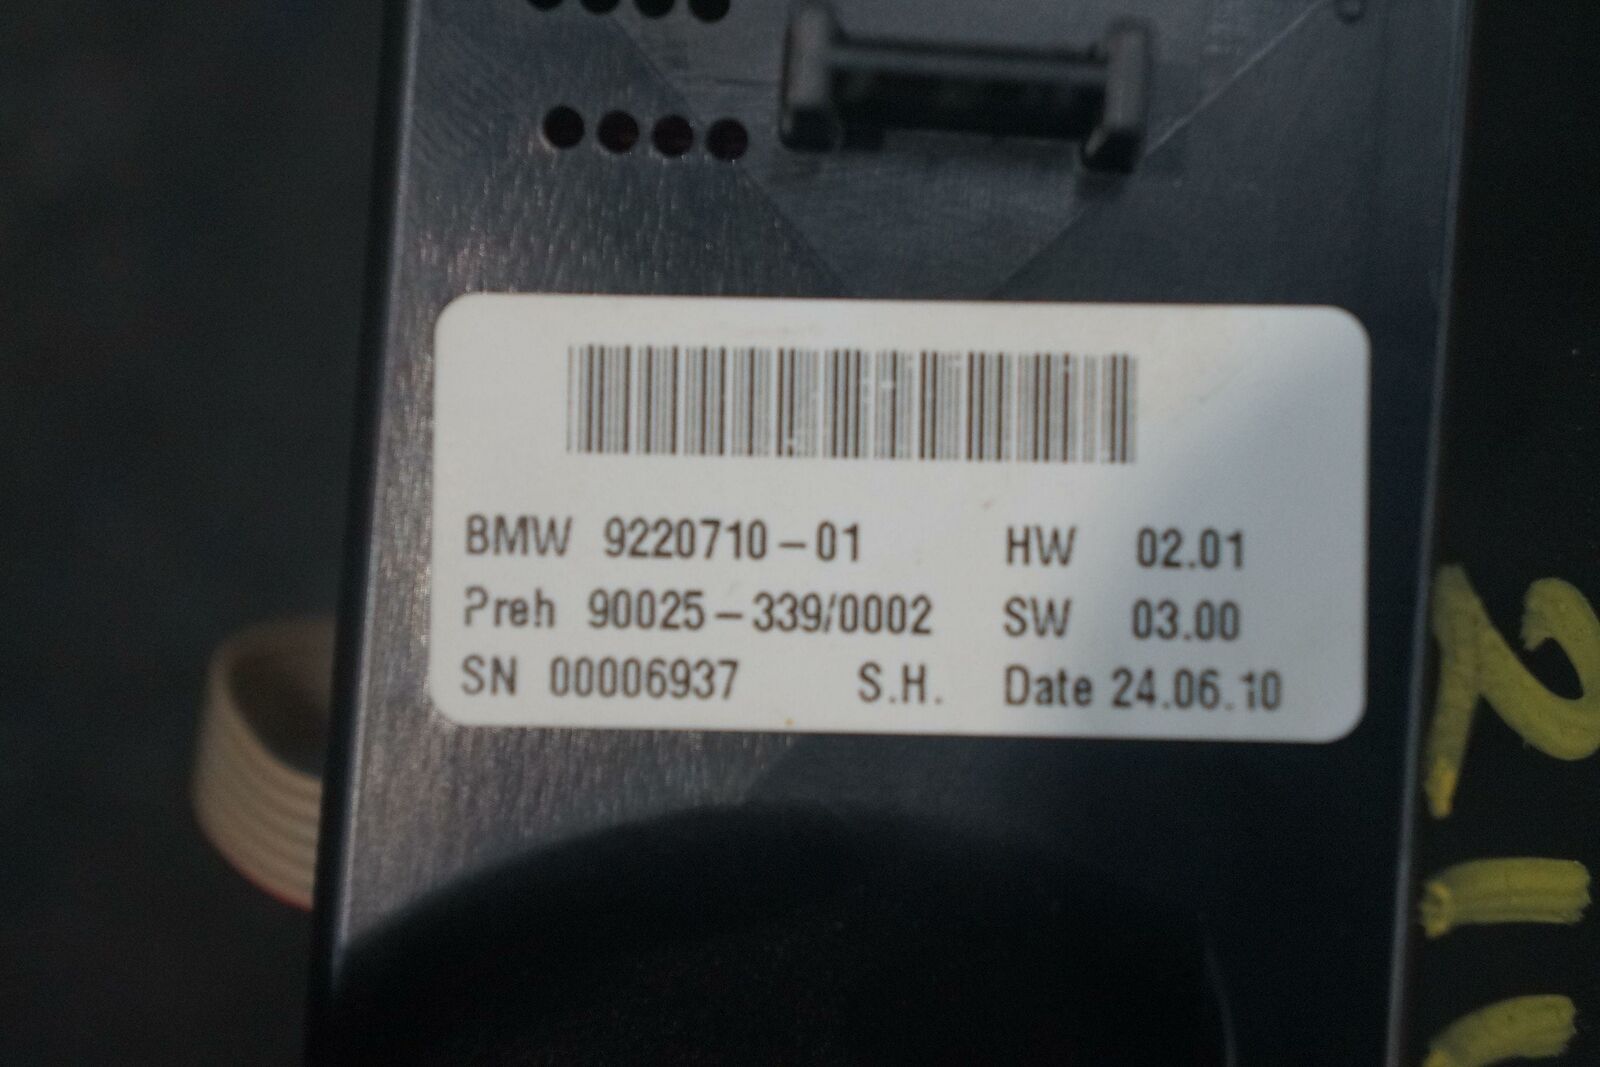 BMW 9220710-01 HW 02.01
Preh 90025-339/0002 SW 03.00
SN 00006937 S.H. Date 24.06.10